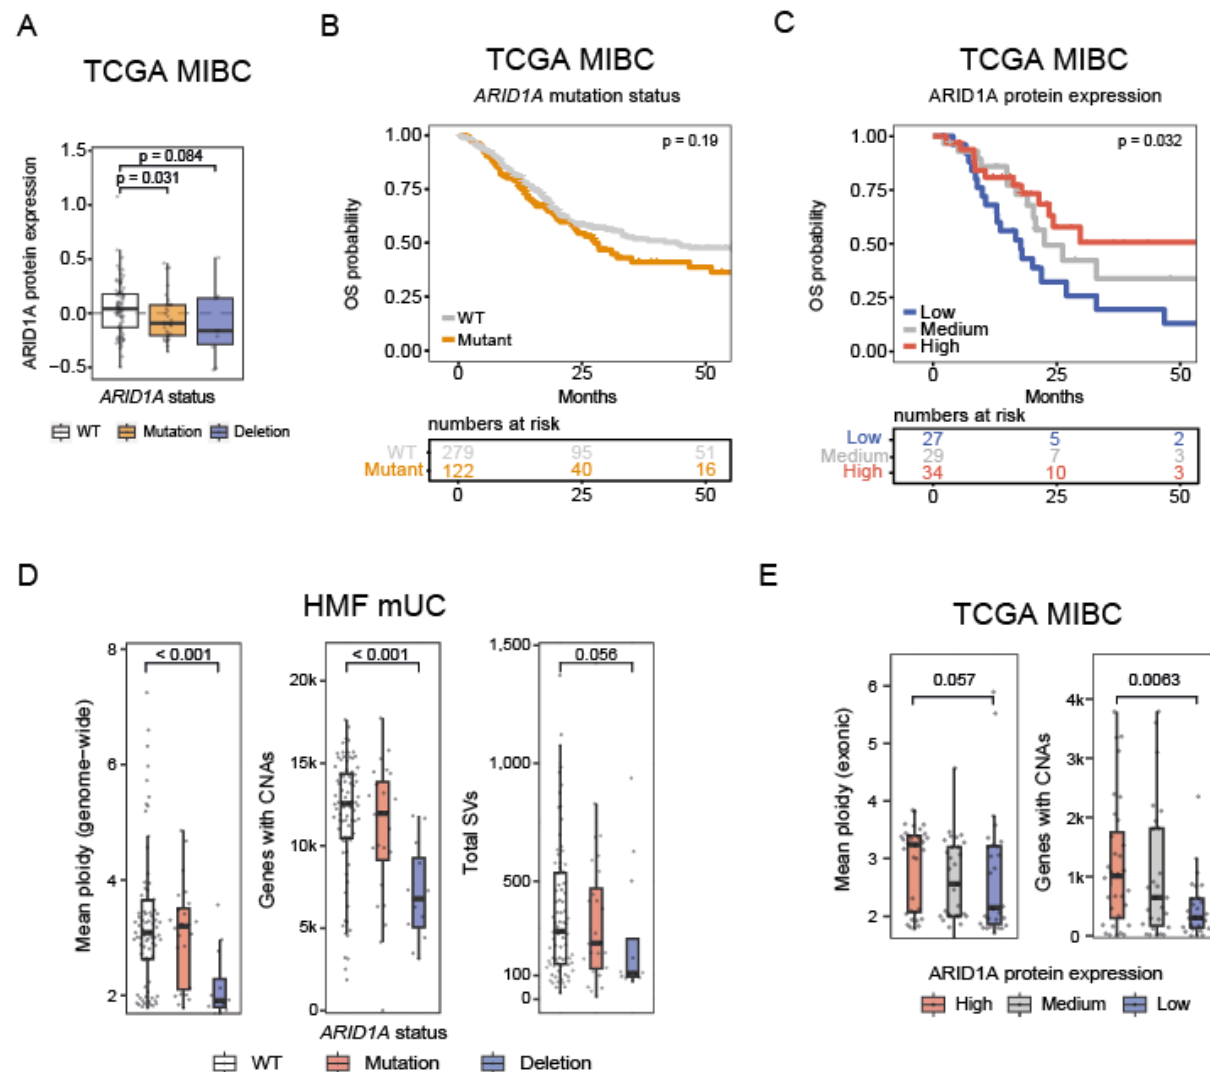 A
TCGA MIBC
ARID1A protein expression
1.5
1.0
0.5
0.0
−0.5
p = 0.084
p = 0.031
ARID1A status
WT Mutation Deletion
B
TCGA MIBC
ARID1A mutation status
OS probability
1.00
0.75
0.50
0.25
0.00
p = 0.19
WT
Mutant
0 25 50
Months
numbers at risk
WT 279 95 51
Mutant 122 40 16
0 25 50
C
TCGA MIBC
ARID1A protein expression
OS probability
1.00
0.75
0.50
0.25
0.00
p = 0.032
Low
Medium
High
0 25 50
Months
numbers at risk
Low 27 5 2
Medium 29 7 3
High 34 10 3
0 25 50
D
HMF mUC
Mean ploidy (genome−wide)
8
6
4
2
< 0.001
Genes with CNAs
20k
15k
10k
5k
0
< 0.001
Total SVs
1,500
1,000
500
100
0
0.056
ARID1A status
WT Mutation Deletion
E
TCGA MIBC
Mean ploidy (exonic)
6
5
4
3
2
0.057
Genes with CNAs
4k
3k
2k
1k
0
0.0063
ARID1A protein expression
High Medium Low